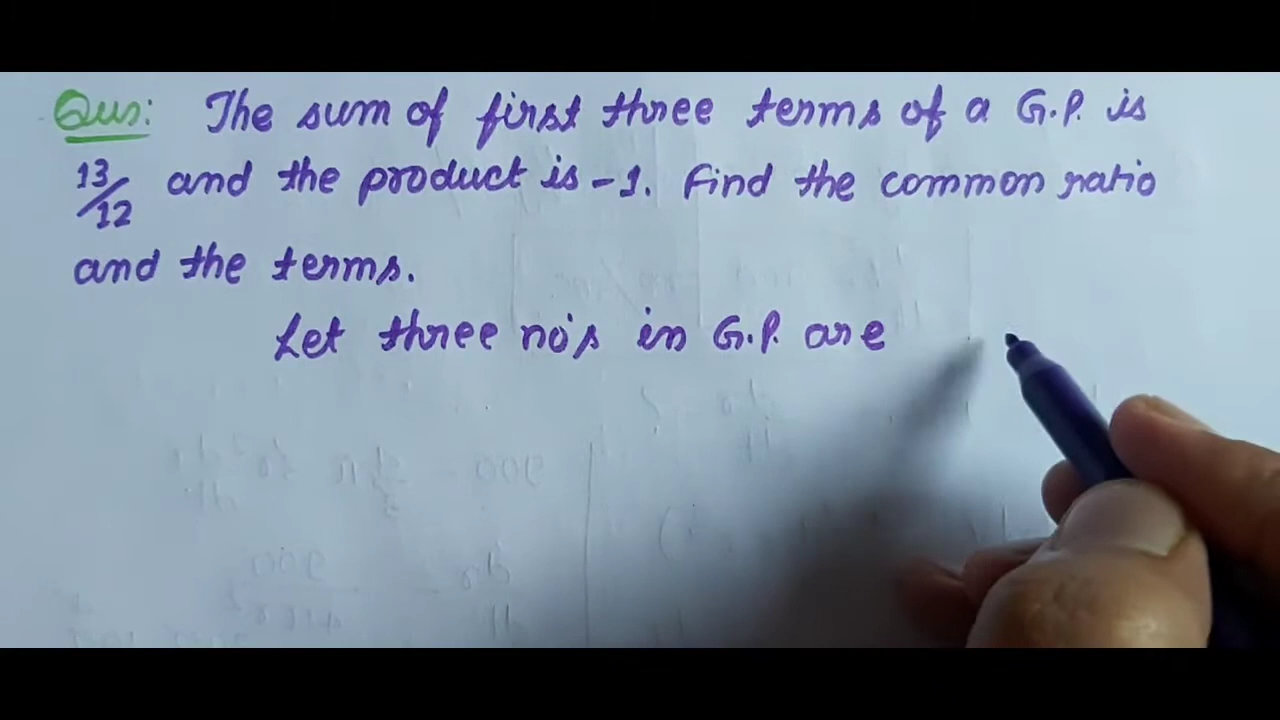 Qus: The sum of first three terms of a G.P. is
13/12 and the product is -1. Find the common ratio
and the terms.
Let three no's in G.P. are